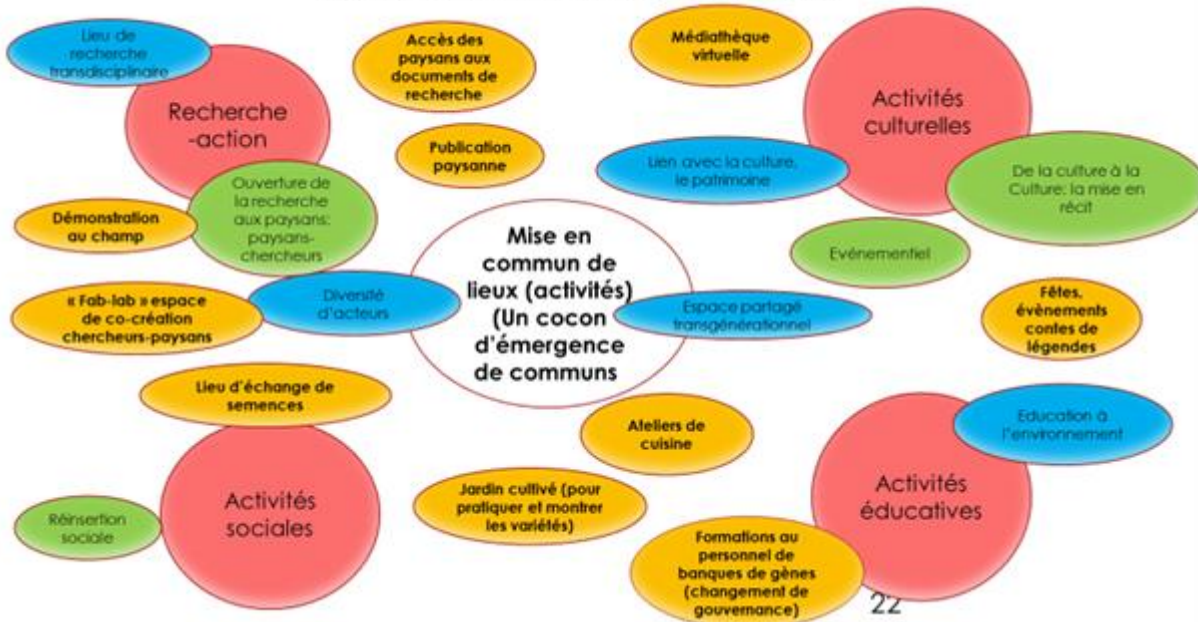 Lieu de
recherche
transdisciplinaire
Recherche
-action
Accès des
paysans aux
documents de
recherche
Publication
paysanne
Médiathèque
virtuelle
Activités
culturelles
Lien avec la culture,
le patrimoine
De la culture à la
Culture: la mise en
récit
Ouverture de
la recherche
aux paysans:
paysans-
chercheurs
Démonstration
au champ
Evénementiel
Mise en
commun de
lieux (activités)
(Un cocon
d'émergence
de communs
Diversité
d'acteurs
« Fab-lab » espace
de co-création
chercheurs-paysans
Espace partagé
transgénérationnel
Fêtes,
évènements
contes de
légendes
Lieu d'échange de
semences
Ateliers de
cuisine
Education à
l'environnement
Activités
sociales
Réinsertion
sociale
Jardin cultivé (pour
pratiquer et montrer
les variétés)
Activités
éducatives
Formations au
personnel de
banques de gènes
(changement de
gouvernance)
22